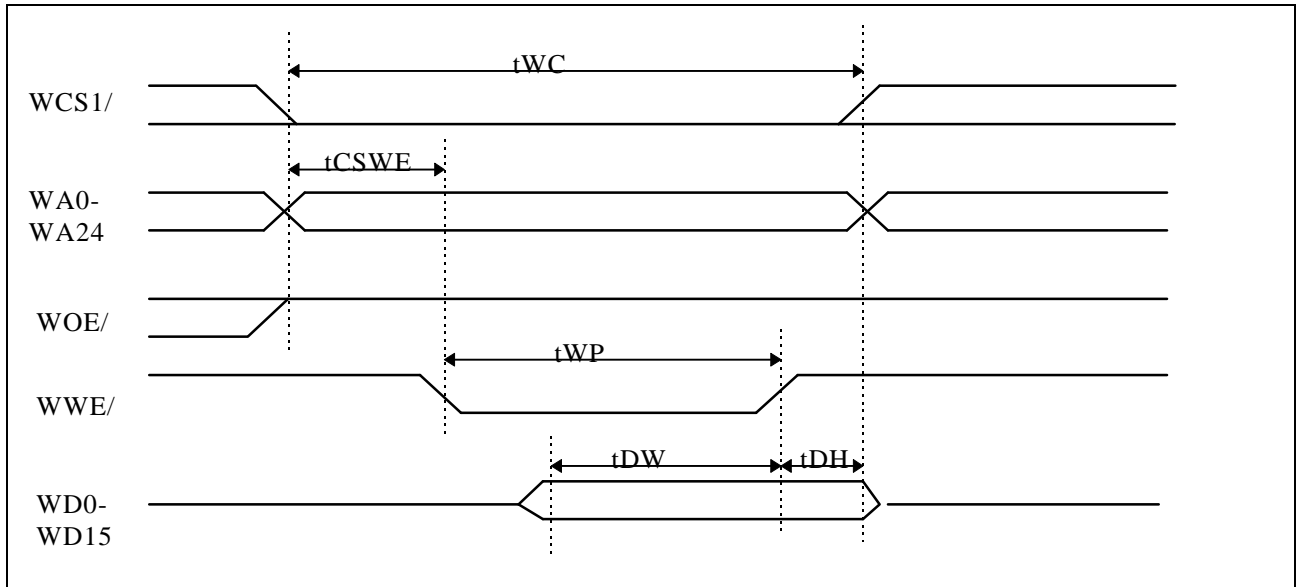 tWC
WCS1/
tCSWE
WA0-
WA24
WOE/
tWP
WWE/
tDW
tDH
WD0-
WD15